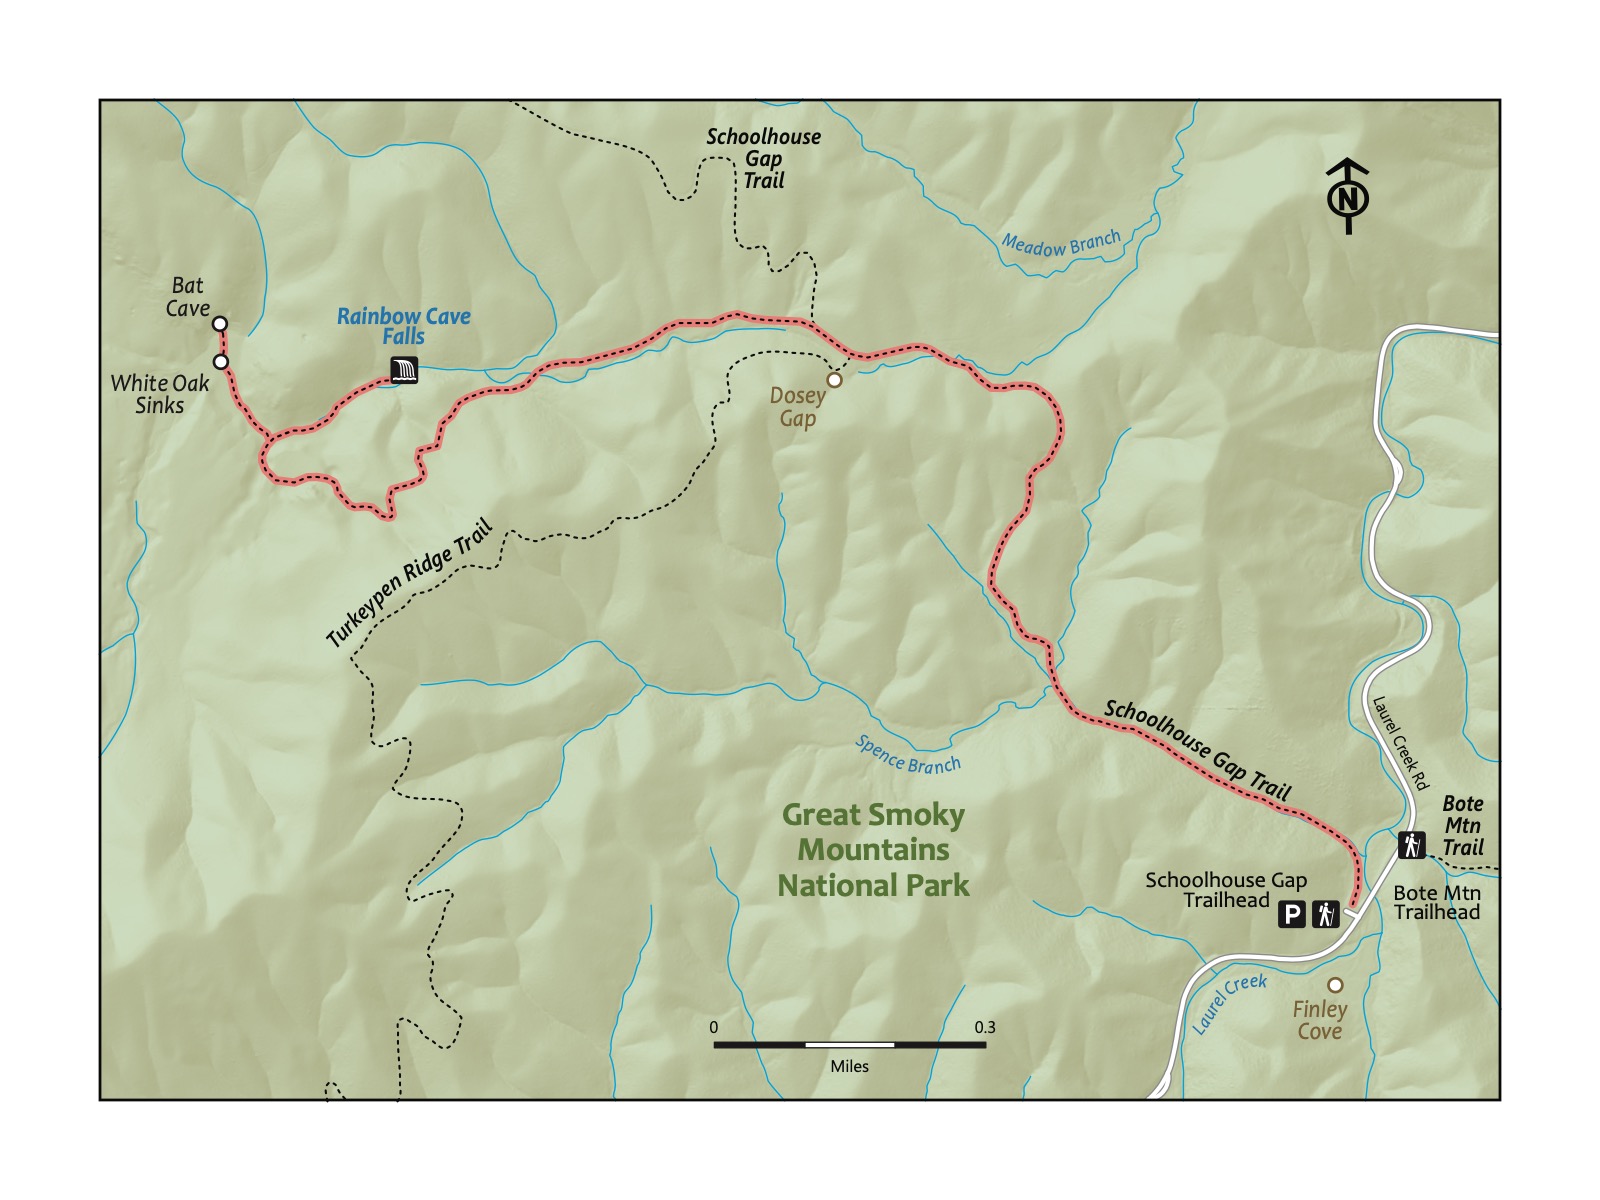 Schoolhouse
Gap
Trail
N
Meadow Branch
Bat
Cave
Rainbow Cave
Falls
White Oak
Sinks
Dosey
Gap
Turkeypen Ridge Trail
Laurel Creek Rd
Schoolhouse Gap Trail
Spence Branch
Great Smoky
Mountains
National Park
Bote
Mtn
Trail
Schoolhouse Gap
Trailhead
P
Bote Mtn
Trailhead
Laurel Creek
Finley
Cove
0 0.3
Miles